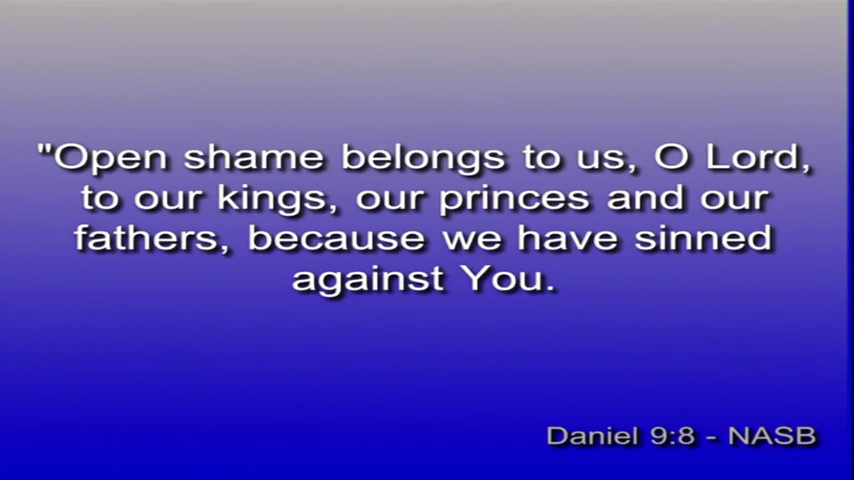 "Open shame belongs to us, O Lord,
to our kings, our princes and our
fathers, because we have sinned
against You.
Daniel 9:8 - NASB